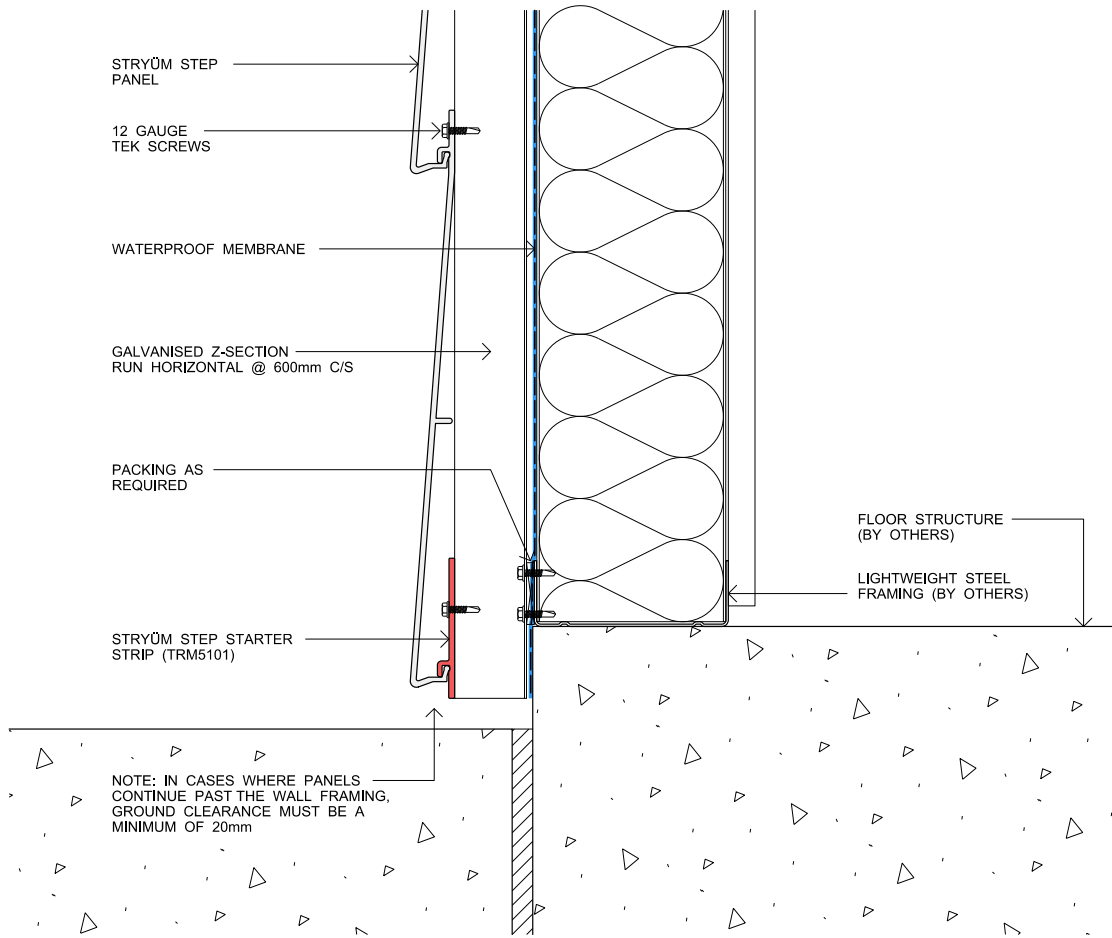 STRYÜM STEP
PANEL
12 GAUGE
TEK SCREWS
WATERPROOF MEMBRANE
GALVANISED Z-SECTION
RUN HORIZONTAL @ 600mm C/S
PACKING AS
REQUIRED
FLOOR STRUCTURE
(BY OTHERS)
LIGHTWEIGHT STEEL
FRAMING (BY OTHERS)
STRYÜM STEP STARTER
STRIP (TRM5101)
NOTE: IN CASES WHERE PANELS
CONTINUE PAST THE WALL FRAMING,
GROUND CLEARANCE MUST BE A
MINIMUM OF 20mm